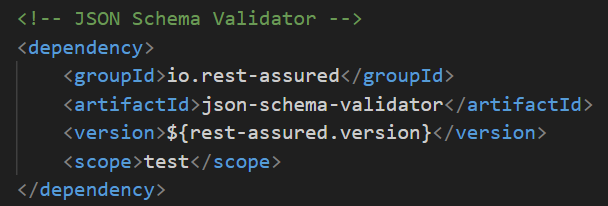 <!-- JSON Schema Validator -->
<dependency>
    <groupId>io.rest-assured</groupId>
    <artifactId>json-schema-validator</artifactId>
    <version>${rest-assured.version}</version>
    <scope>test</scope>
</dependency>